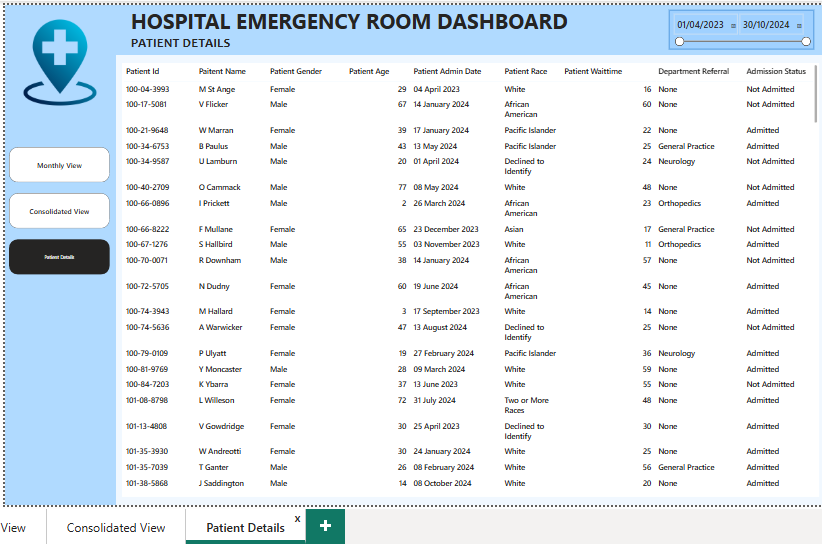 HOSPITAL EMERGENCY ROOM DASHBOARD
PATIENT DETAILS
01/04/2023 30/10/2024
Patient Id Paitent Name Patient Gender Patient Age Patient Admin Date Patient Race Patient Waittime Department Referral Admission Status
100-04-3993 M St Ange Female 29 04 April 2023 White 16 None Not Admitted
100-17-5081 V Flicker Male 67 14 January 2024 African 60 None Not Admitted
American
100-21-9648 W Marran Female 39 17 January 2024 Pacific Islander 22 None Admitted
100-34-6753 B Paulus Male 43 13 May 2024 Pacific Islander 25 General Practice Admitted
100-34-9587 U Lamburn Male 20 01 April 2024 Declined to 24 Neurology Not Admitted
Identify
100-40-2709 O Cammack Male 77 08 May 2024 White 48 None Not Admitted
100-66-0896 I Prickett Male 2 26 March 2024 African 23 Orthopedics Admitted
American
100-66-8222 F Mullane Female 65 23 December 2023 Asian 17 General Practice Not Admitted
100-67-1276 S Hallbird Male 55 03 November 2023 White 11 Orthopedics Admitted
100-70-0071 R Downham Male 38 14 January 2024 African 57 None Not Admitted
American
100-72-5705 N Dudny Female 60 19 June 2024 African 45 None Admitted
American
100-74-3943 M Hallard Female 3 17 September 2023 White 14 None Admitted
100-74-5636 A Warwicker Female 47 13 August 2024 Declined to 25 None Not Admitted
Identify
100-79-0109 P Ulyatt Female 19 27 February 2024 Pacific Islander 36 Neurology Admitted
100-81-9769 Y Moncaster Male 28 09 March 2024 White 59 None Admitted
100-84-7203 K Ybarra Female 37 13 June 2023 White 55 None Not Admitted
101-08-8798 L Willeson Female 72 31 July 2024 Two or More 48 None Admitted
Races
101-13-4808 V Gowdridge Female 30 25 April 2023 Declined to 30 None Admitted
Identify
101-35-3930 W Andreotti Female 30 24 January 2024 White 25 None Admitted
101-35-7039 T Ganter Male 26 08 February 2024 White 56 General Practice Admitted
101-38-5868 J Saddington Male 14 08 October 2024 White 20 None Admitted
Monthly View
Consolidated View
Patient Details
View Consolidated View Patient Details x +